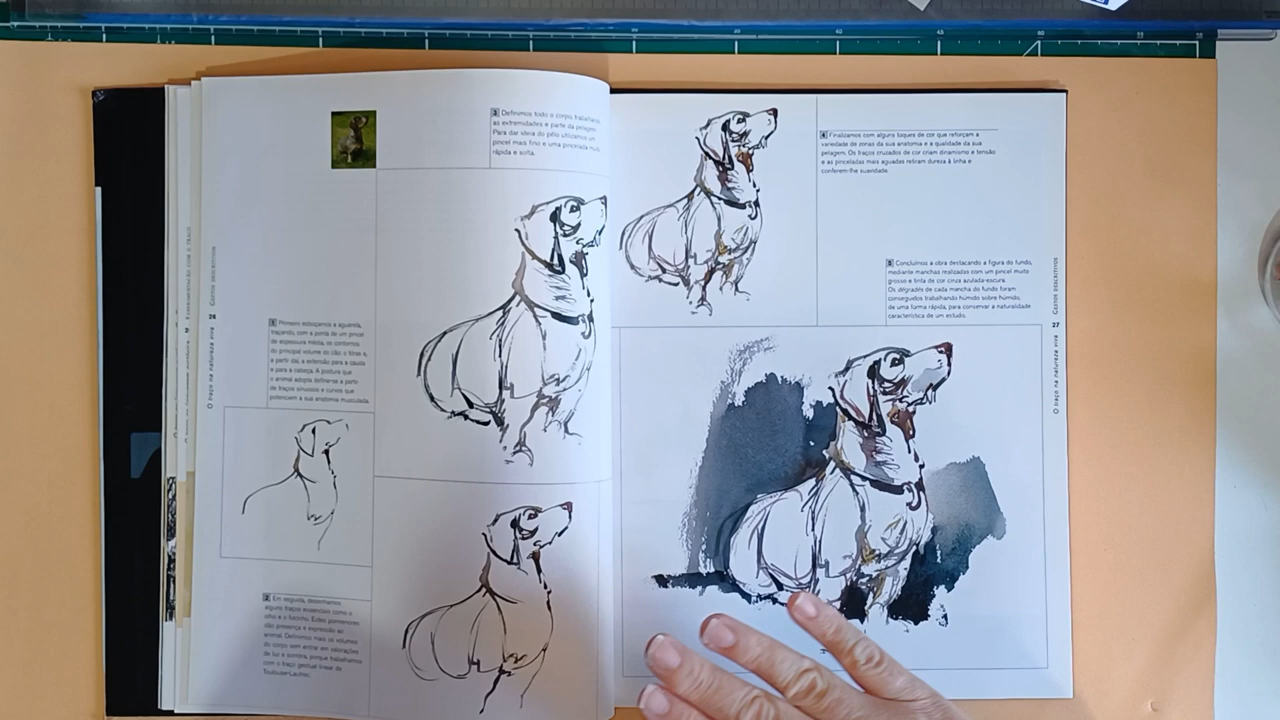 3 Definimos todo o corpo, trabalhando
as extremidades e parte da pelagem.
Para dar ideia do pêlo utilizamos um
pincel mais fino e uma pincelada muito
rápida e solta.
1 Primeiro esboçamos a aguarela,
traçando, com a ponta de um pincel
de espessura média, os contornos
do principal volume do cão: o tórax e,
a partir daí, a extensão para a cauda
e para a cabeça. A postura que
o animal adopta define-se a partir
de traços sinuosos e curvos que
potenciem a sua anatomia musculada.
2 Em seguida, desenhamos
alguns traços essenciais como o
olho e o focinho. Estes pormenores
dão presença e expressão ao
animal. Definimos mais os volumes
do corpo sem entrar em valorações
de luz e sombra, porque trabalhamos
com o traço gestual linear de
Toulouse-Lautrec.
O traço na natureza viva
26
Gestos descritivos
4 Finalizamos com alguns toques de cor que reforçam a
variedade de zonas da sua anatomia e a qualidade da sua
pelagem. Os traços cruzados de cor criam dinamismo e tensão
e as pinceladas mais aguadas retiram dureza à linha e
conferem-lhe suavidade.
5 Concluímos a obra destacando a figura do fundo,
mediante manchas realizadas com um pincel muito
grosso e tinta de cor cinza azulada-escura.
Os dégradés de cada mancha do fundo foram
conseguidos trabalhando húmido sobre húmido,
de uma forma rápida, para conservar a naturalidade
característica de um estudo.
O traço na natureza viva
27
Gestos descritivos